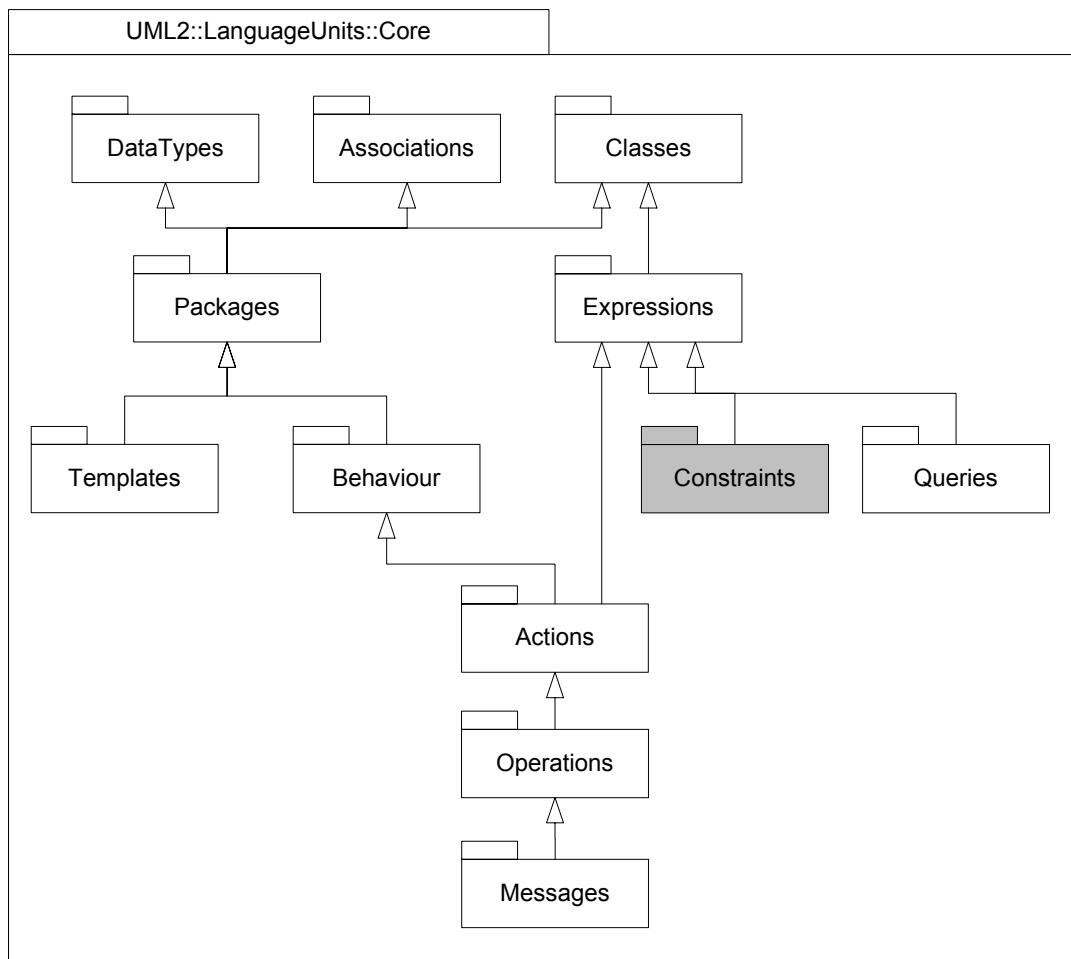 UML2::LanguageUnits::Core
DataTypes
Associations
Classes
Packages
Expressions
Templates
Behaviour
Constraints
Queries
Actions
Operations
Messages